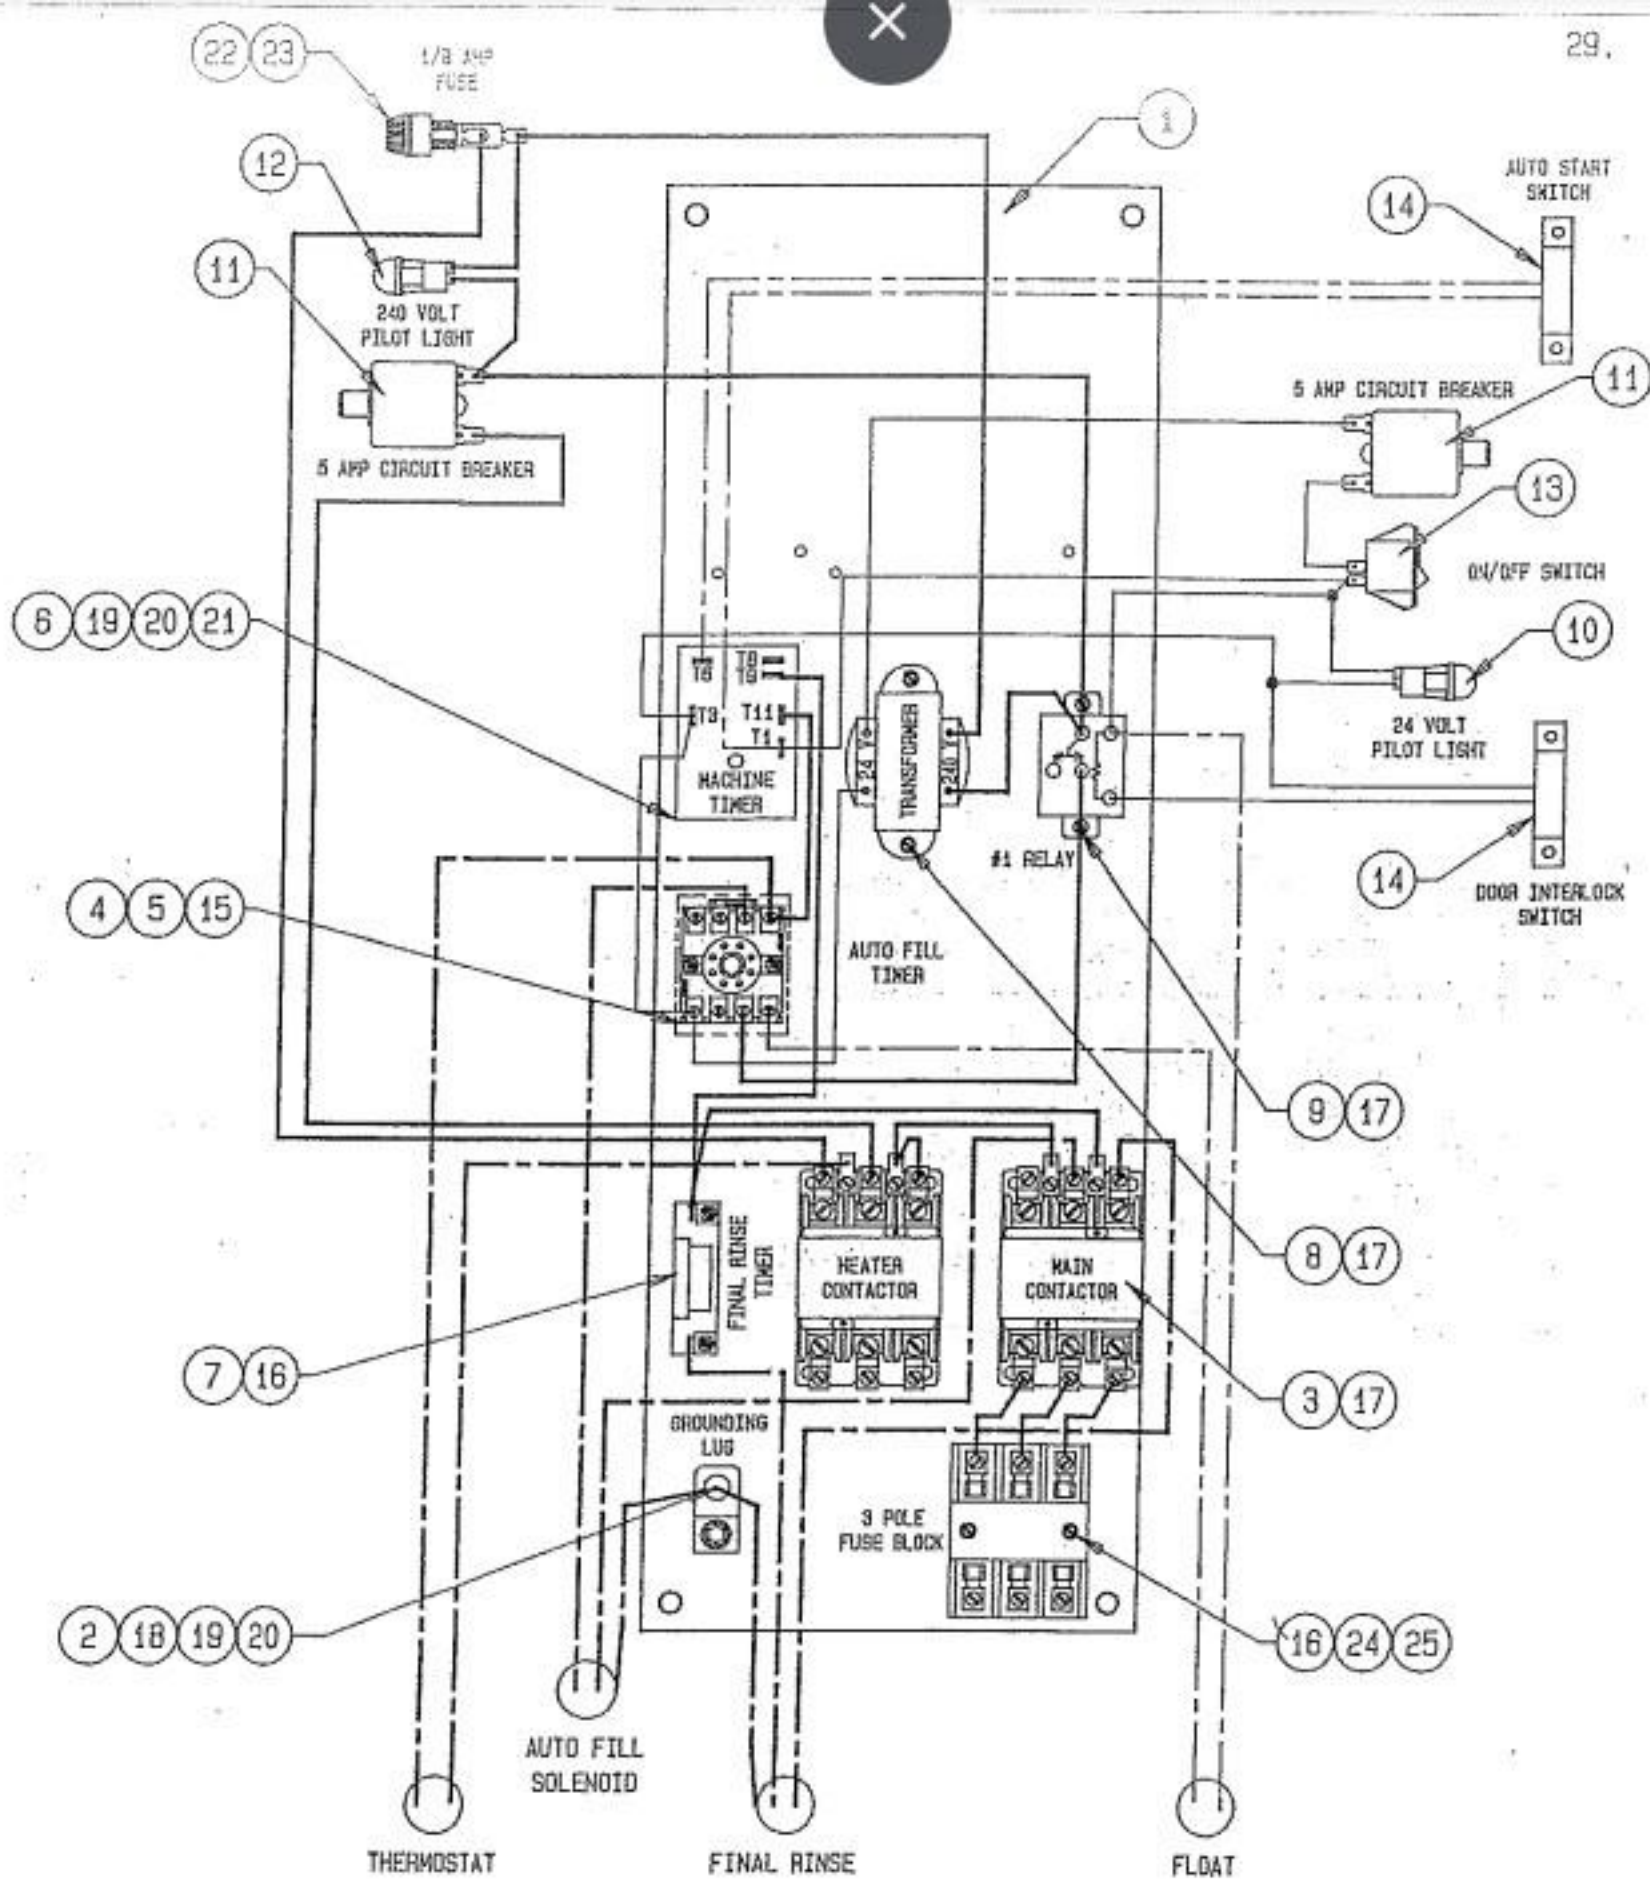 29.
22 23
1/8 AMP
FUSE
12
AUTO START
SWITCH
14
11
240 VOLT
PILOT LIGHT
5 AMP CIRCUIT BREAKER
11
5 AMP CIRCUIT BREAKER
13
ON/OFF SWITCH
6 19 20 21
10
T6
T8
T9
T3
T11
T1
MACHINE
TIMER
24 V
TRANSFORMER
240 V
24 VOLT
PILOT LIGHT
#1 RELAY
14
DOOR INTERLOCK
SWITCH
4 5 15
AUTO FILL
TIMER
9 17
HEATER
CONTACTOR
MAIN
CONTACTOR
FINAL RINSE
TIMER
8 17
7 16
3 17
GROUNDING
LUG
3 POLE
FUSE BLOCK
2 18 19 20
16 24 25
AUTO FILL
SOLENOID
THERMOSTAT
FINAL RINSE
FLOAT